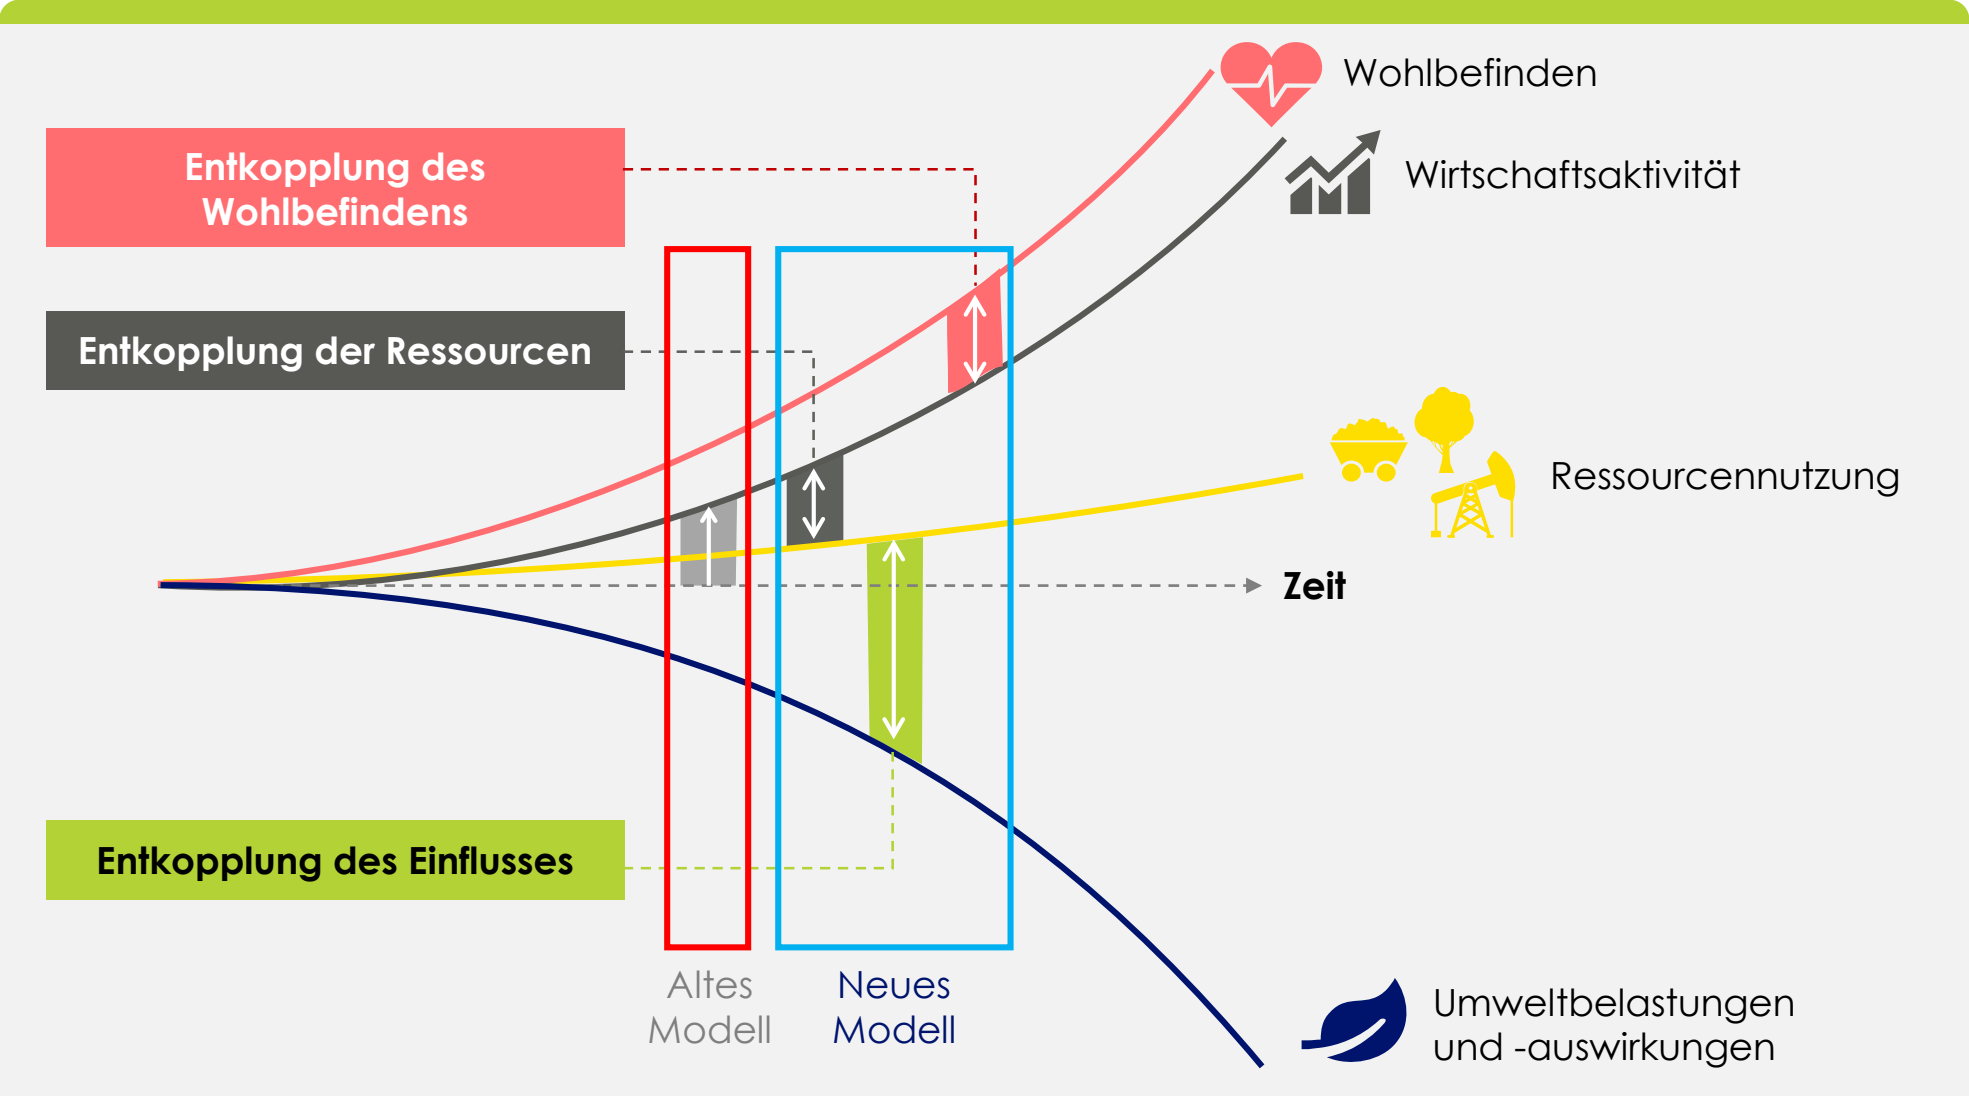 Wohlbefinden
Wirtschaftsaktivität
Entkopplung des
Wohlbefindens
Entkopplung der Ressourcen
Ressourcennutzung
Zeit
Entkopplung des Einflusses
Altes
Modell
Neues
Modell
Umweltbelastungen
und -auswirkungen